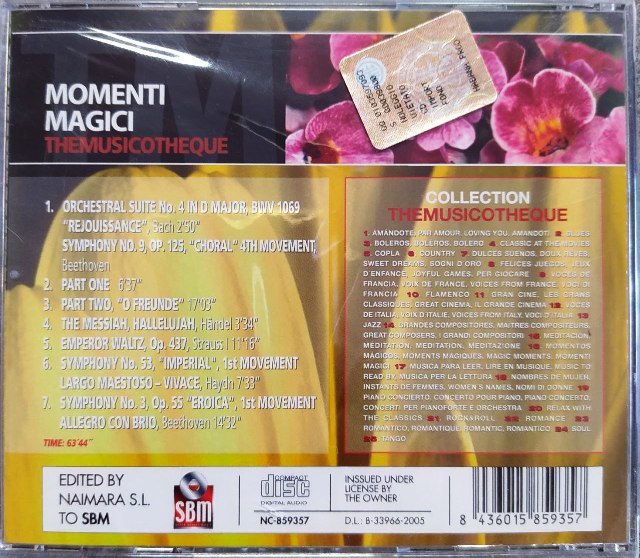 MOMENTI
MAGICI
THEMUSICOTHEQUE
1. ORCHESTRAL SUITE No. 4 IN D MAJOR, BWV 1069
"REJOUISSANCE", Bach 2'50"
SYMPHONY NO. 9, OP. 125, "CHORAL" 4TH MOVEMENT,
Beethoven
2. PART ONE 6'37"
3. PART TWO, "O FREUNDE" 17'03"
4. THE MESSIAH, HALLELUJAH, Händel 3'34"
5. EMPEROR WALTZ, Op. 437, Strauss I 11'16"
6. SYMPHONY No. 53, "IMPERIAL", 1st MOVEMENT
LARGO MAESTOSO – VIVACE, Haydn 7'33"
7. SYMPHONY No. 3, Op. 55 "EROICA", 1st MOVEMENT
ALLEGRO CON BRIO, Beethoven 14'32"
TIME: 63'44"
COLLECTION
THEMUSICOTHEQUE
1. AMÁNDOTE, PAR AMOUR, LOVING YOU, AMANDOTI 2 BLUES
3 BOLEROS, BOLEROS, BOLERO 4 CLASSIC AT THE MOVIES
5 COPLA 6 COUNTRY 7 DULCES SUEÑOS, DOUX RÊVES,
SWEET DREAMS, SOGNI D'ORO 8 FELICES JUEGOS, JEUX
D'ENFANCE, JOYFUL GAMES, PER GIOCARE 9 VOCES DE
FRANCIA, VOIX DE FRANCE, VOICES FROM FRANCE, VOCI DI
FRANCIA 10 FLAMENCO 11 GRAN CINE, LES GRANS
CLASSIQUES, GREAT CINEMA, IL GRANDE CINEMA 12 VOCES
DE ITALIA, VOIX D'ITALIE, VOICES FROM ITALY, VOCI D'ITALIA 13
JAZZ 14 GRANDES COMPOSITORES, MAITRES COMPOSITEURS,
GREAT COMPOSERS, I GRANDI COMPOSITORI 15 MEDITACION,
MEDITATION, MEDITATION, MEDITAZIONE 16 MOMENTOS
MAGICOS, MOMENTS MAGIQUES, MAGIC MOMENTS, MOMENTI
MAGICI 17 MUSICA PARA LEER, LIRE EN MUSIQUE, MUSIC TO
READ BY, MUSICA PER LA LETTURA 18 NOMBRES DE MUJER,
INSTANTS DE FEMMES, WOMEN'S NAMES, NOMI DI DONNE 19
PIANO CONCIERTO, CONCERTO POUR PIANO, PIANO CONCERTO,
CONCERTI PER PIANOFORTE E ORCHESTRA 20 RELAX WITH
THE CLASSICS 21 ROCK&ROLL 22 ROMANCE 23
ROMANTICO, ROMANTIQUE, ROMANTIC, ROMANTICO 24 SOUL
25 TANGO
EDITED BY
NAIMARA S.L.
TO SBM
SBM
COMPACT
disc
DIGITAL AUDIO
NC-859357
INSSUED UNDER
LICENSE BY
THE OWNER
D.L.: B-33966-2005
8 436015 859357